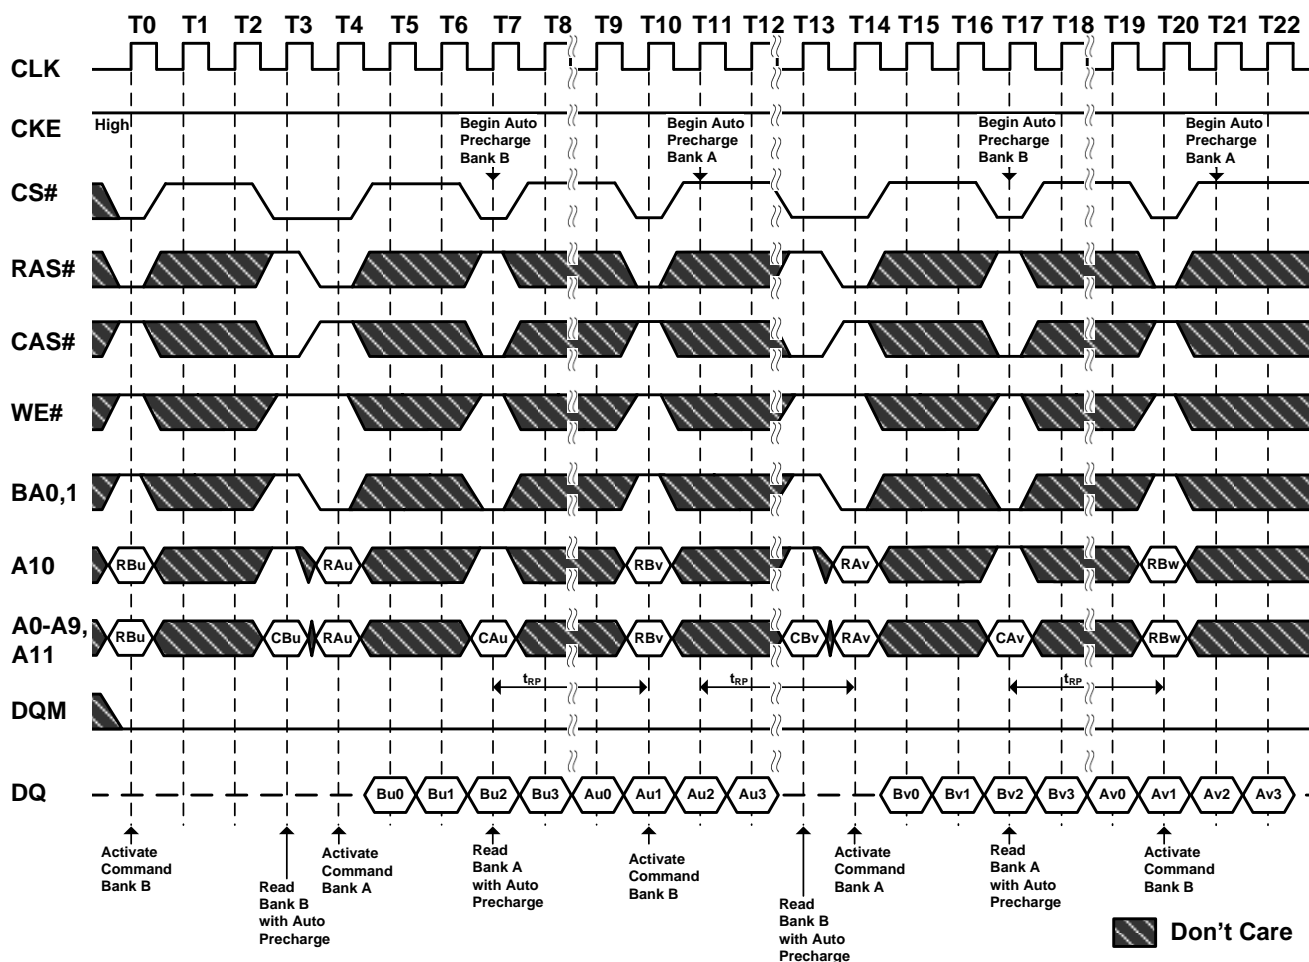 T0 T1 T2 T3 T4 T5 T6 T7 T8 T9 T10 T11 T12 T13 T14 T15 T16 T17 T18 T19 T20 T21 T22
CLK
CKE
High
Begin Auto
Precharge
Bank B
Begin Auto
Precharge
Bank A
Begin Auto
Precharge
Bank B
Begin Auto
Precharge
Bank A
CS#
RAS#
CAS#
WE#
BA0,1
A10
RBu RAu RBv RAv RBw
A0-A9,
A11
RBu CBu RAu CAu RBv CBv RAv CAv RBw
tRP tRP tRP
DQM
DQ
Bu0 Bu1 Bu2 Bu3 Au0 Au1 Au2 Au3 Bv0 Bv1 Bv2 Bv3 Av0 Av1 Av2 Av3
Activate
Command
Bank B
Read
Bank B
with Auto
Precharge
Activate
Command
Bank A
Read
Bank A
with Auto
Precharge
Activate
Command
Bank B
Read
Bank B
with Auto
Precharge
Activate
Command
Bank A
Read
Bank A
with Auto
Precharge
Activate
Command
Bank B
Don't Care